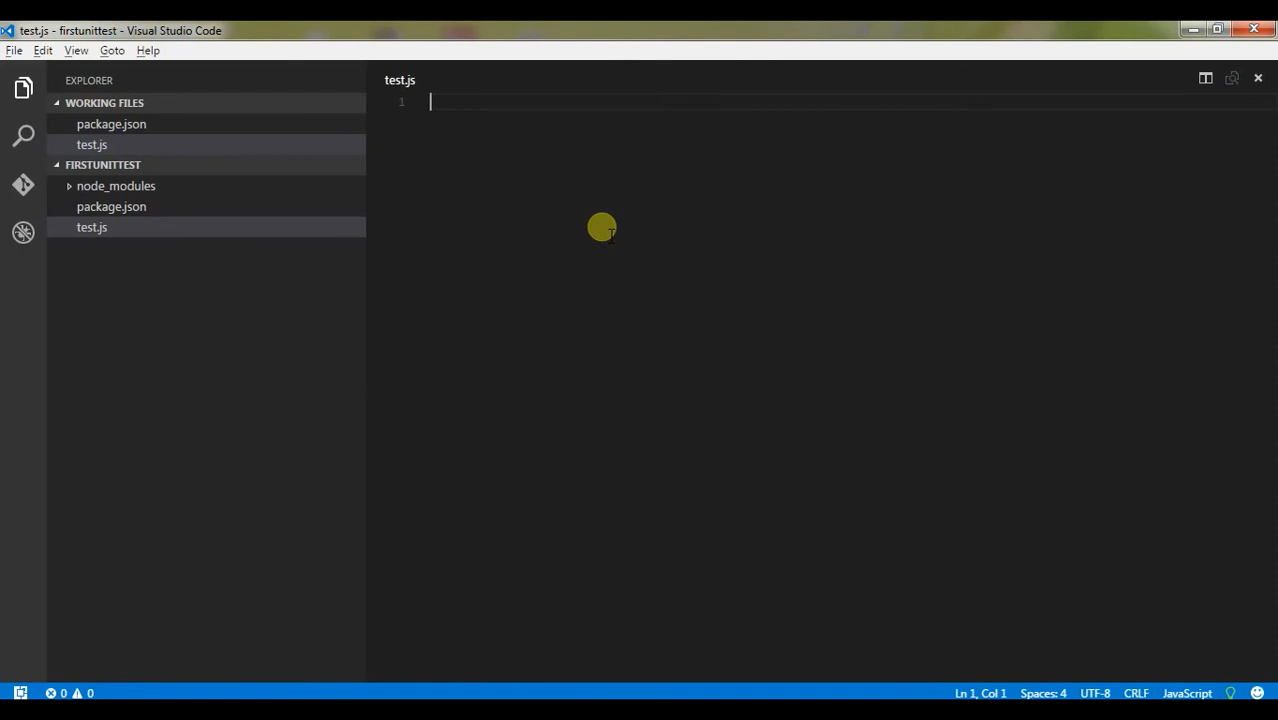 test.js - firstunittest - Visual Studio Code
File Edit View Goto Help
EXPLORER
WORKING FILES
package.json
test.js
FIRSTUNITTEST
node_modules
package.json
test.js
test.js
1
0 0
Ln 1, Col 1 Spaces: 4 UTF-8 CRLF JavaScript